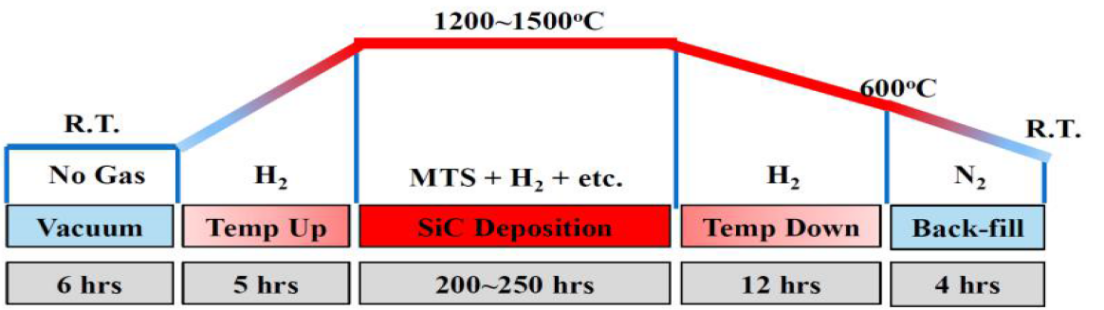 1200~1500°C
600°C
R.T.
R.T.
No Gas
H₂
MTS + H₂ + etc.
H₂
N₂
Vacuum
Temp Up
SiC Deposition
Temp Down
Back-fill
6 hrs
5 hrs
200~250 hrs
12 hrs
4 hrs